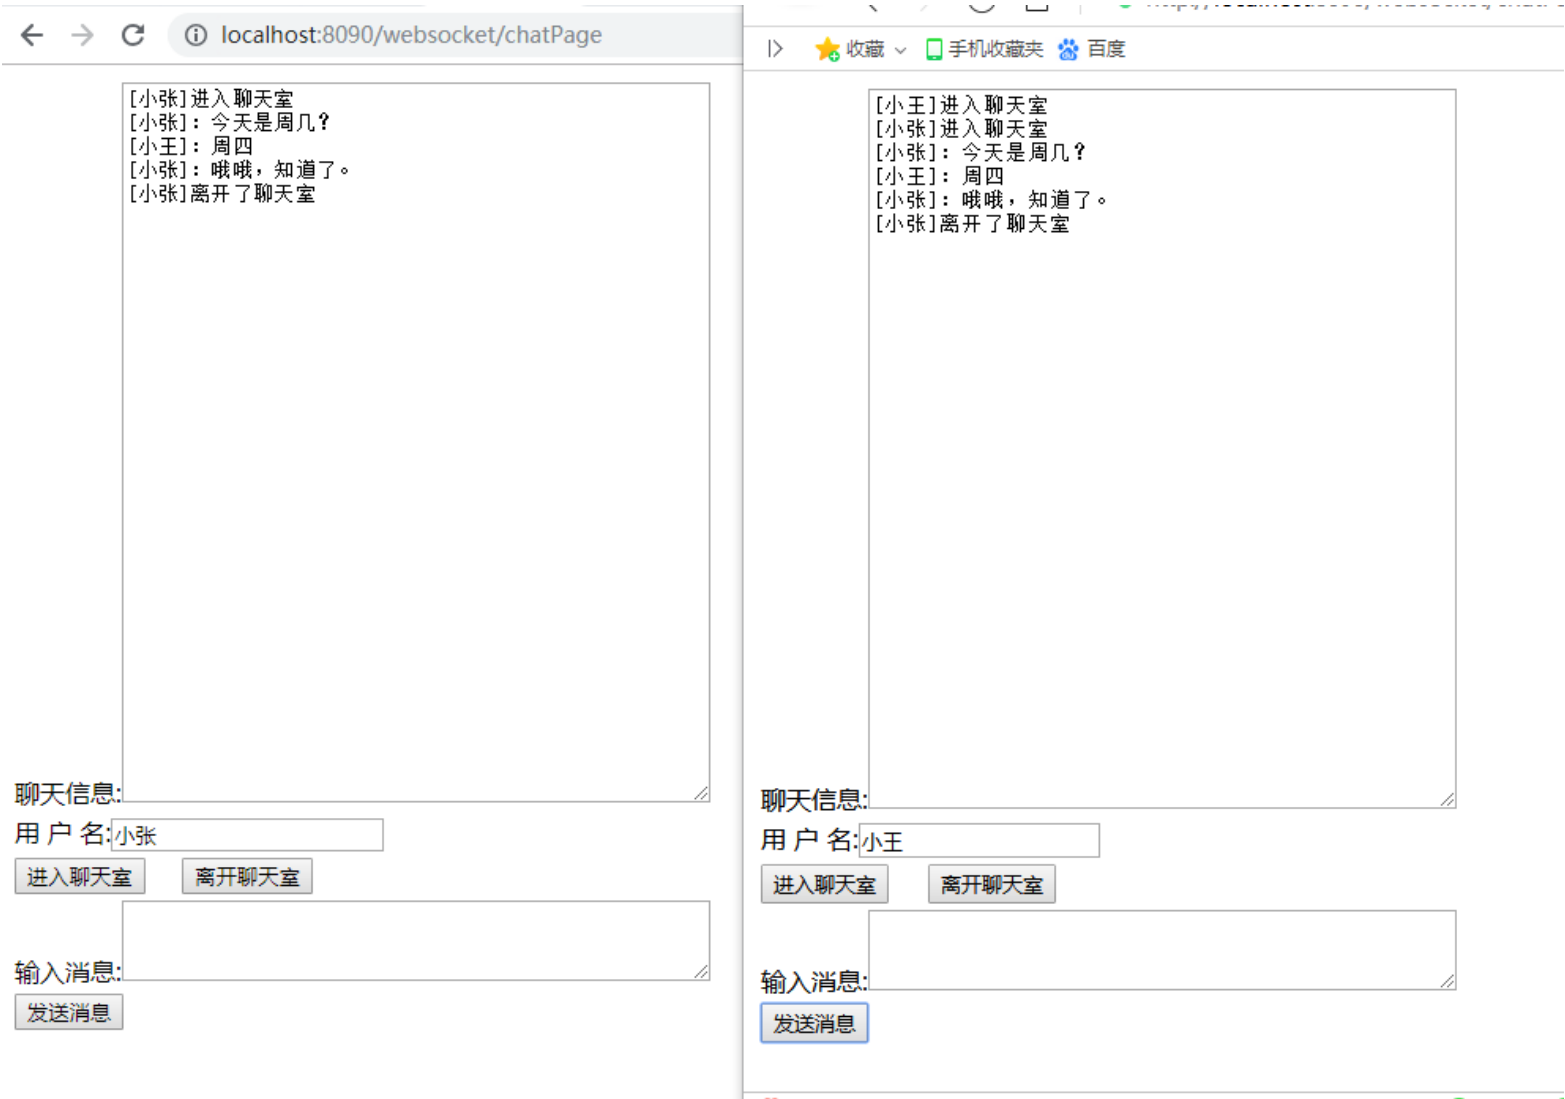 localhost:8090/websocket/chatPage
[小张]进入聊天室
[小张]: 今天是周几?
[小王]: 周四
[小张]: 哦哦，知道了。
[小张]离开了聊天室
聊天信息:
用 户 名:小张
进入聊天室 离开聊天室
输入消息:
发送消息
收藏 手机收藏夹 百度
[小王]进入聊天室
[小张]进入聊天室
[小张]: 今天是周几?
[小王]: 周四
[小张]: 哦哦，知道了。
[小张]离开了聊天室
聊天信息:
用 户 名:小王
进入聊天室 离开聊天室
输入消息:
发送消息